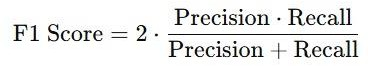 F1 Score = 2 · Precision · Recall / Precision + Recall